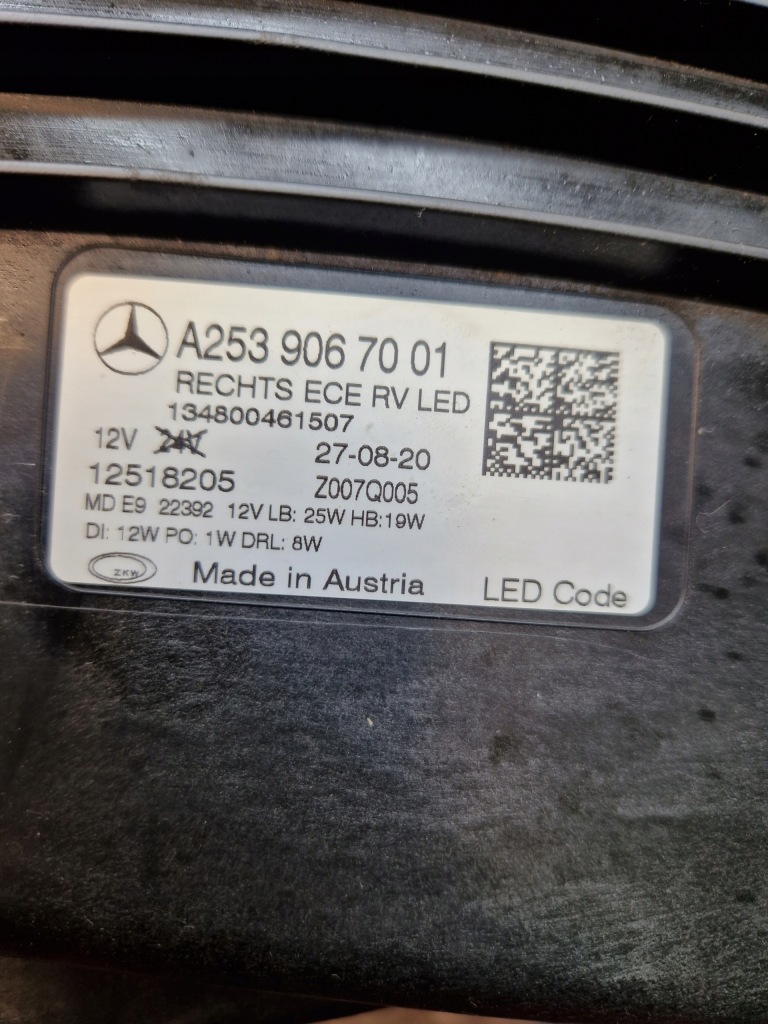 A253 906 70 01
RECHTS ECE RV LED
134800461507
12V 24V 27-08-20
12518205 Z007Q005
MD E9 22392 12V LB: 25W HB:19W
DI: 12W PO: 1W DRL: 8W
ZKW Made in Austria LED Code